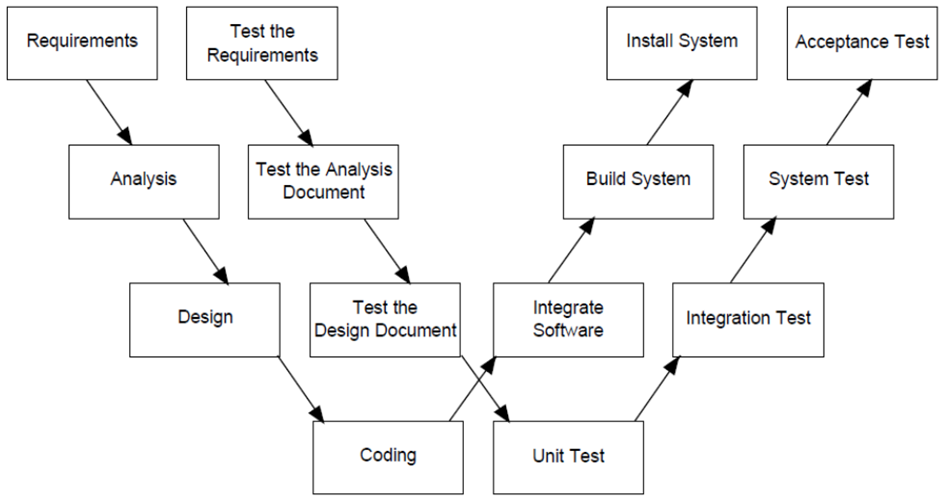 Requirements
Test the
Requirements
Install System
Acceptance Test
Analysis
Test the Analysis
Document
Build System
System Test
Design
Test the
Design Document
Integrate
Software
Integration Test
Coding
Unit Test